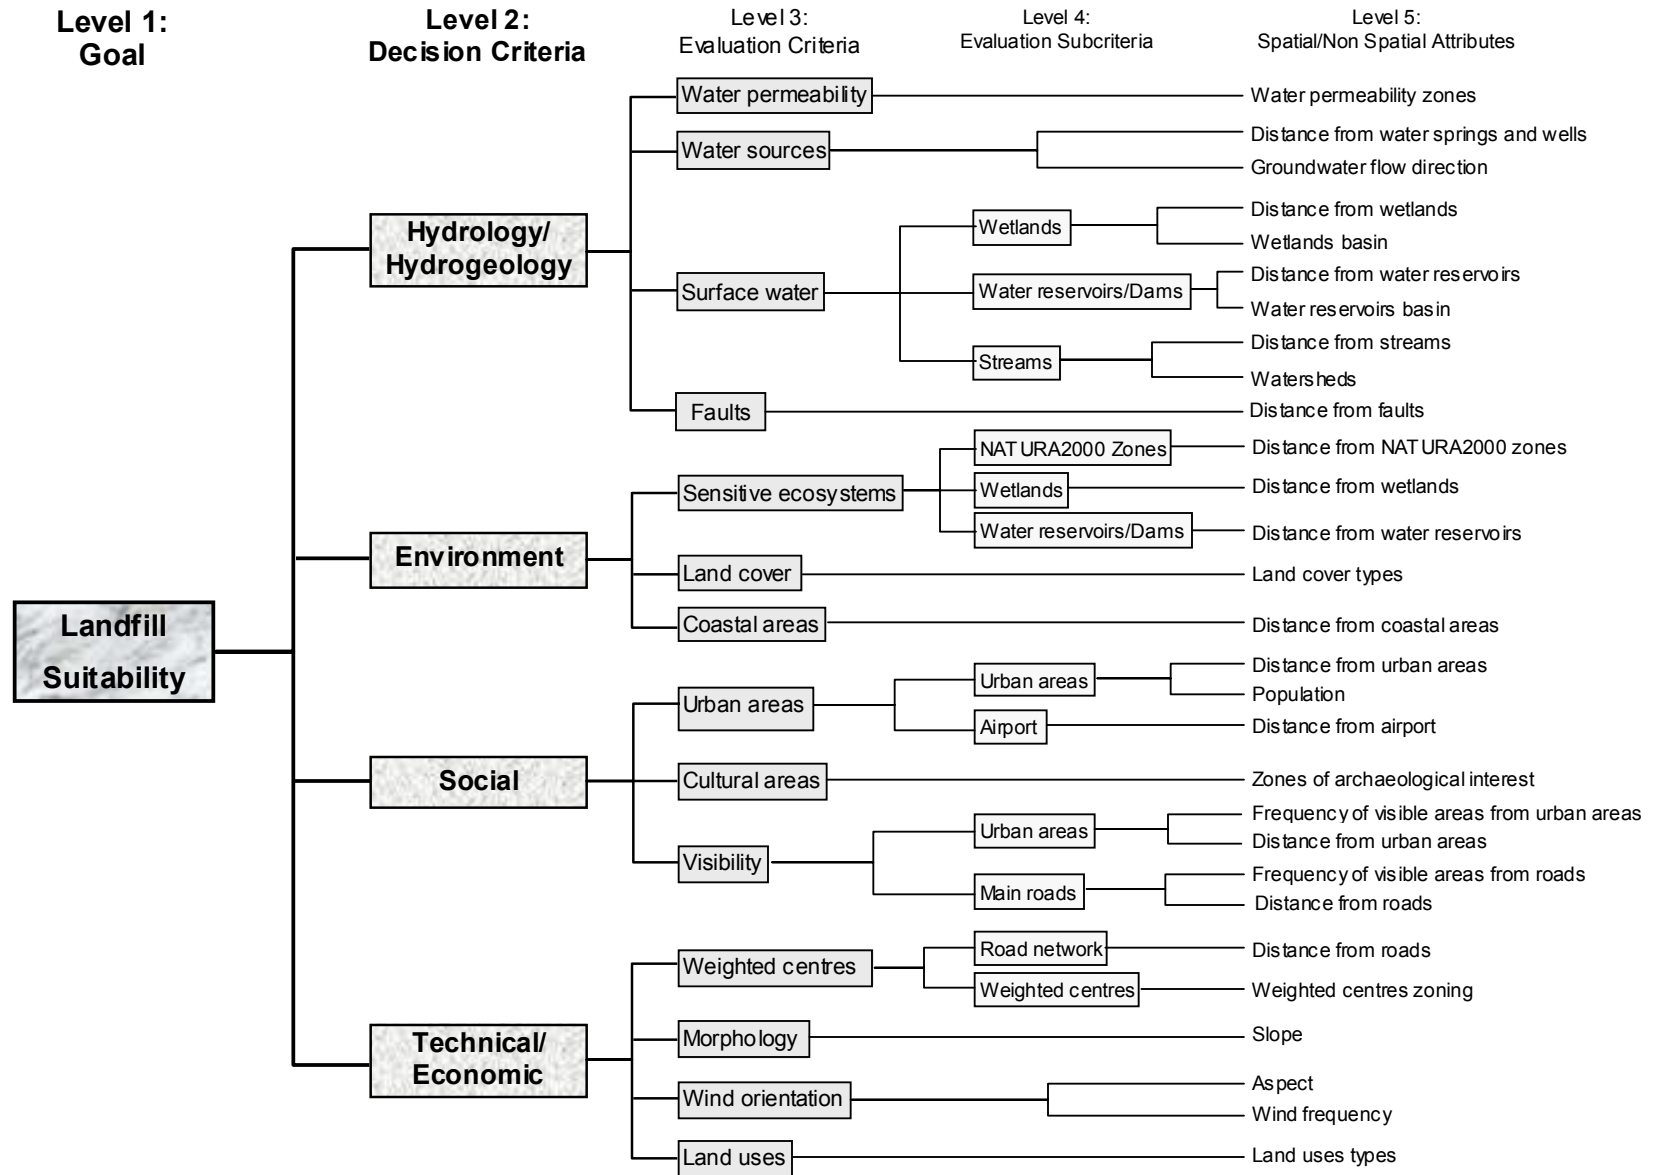 Level 1:
Goal
Level 2:
Decision Criteria
Level 3:
Evaluation Criteria
Level 4:
Evaluation Subcriteria
Level 5:
Spatial/Non Spatial Attributes
Landfill
Suitability
Hydrology/
Hydrogeology
Water permeability
Water permeability zones
Water sources
Distance from water springs and wells
Groundwater flow direction
Surface water
Wetlands
Distance from wetlands
Wetlands basin
Water reservoirs/Dams
Distance from water reservoirs
Water reservoirs basin
Streams
Distance from streams
Watersheds
Faults
Distance from faults
Environment
Sensitive ecosystems
NATURA2000 Zones
Distance from NATURA2000 zones
Wetlands
Distance from wetlands
Water reservoirs/Dams
Distance from water reservoirs
Land cover
Land cover types
Coastal areas
Distance from coastal areas
Social
Urban areas
Urban areas
Distance from urban areas
Population
Airport
Distance from airport
Cultural areas
Zones of archaeological interest
Visibility
Urban areas
Frequency of visible areas from urban areas
Distance from urban areas
Main roads
Frequency of visible areas from roads
Distance from roads
Technical/
Economic
Weighted centres
Road network
Distance from roads
Weighted centres
Weighted centres zoning
Morphology
Slope
Wind orientation
Aspect
Wind frequency
Land uses
Land uses types